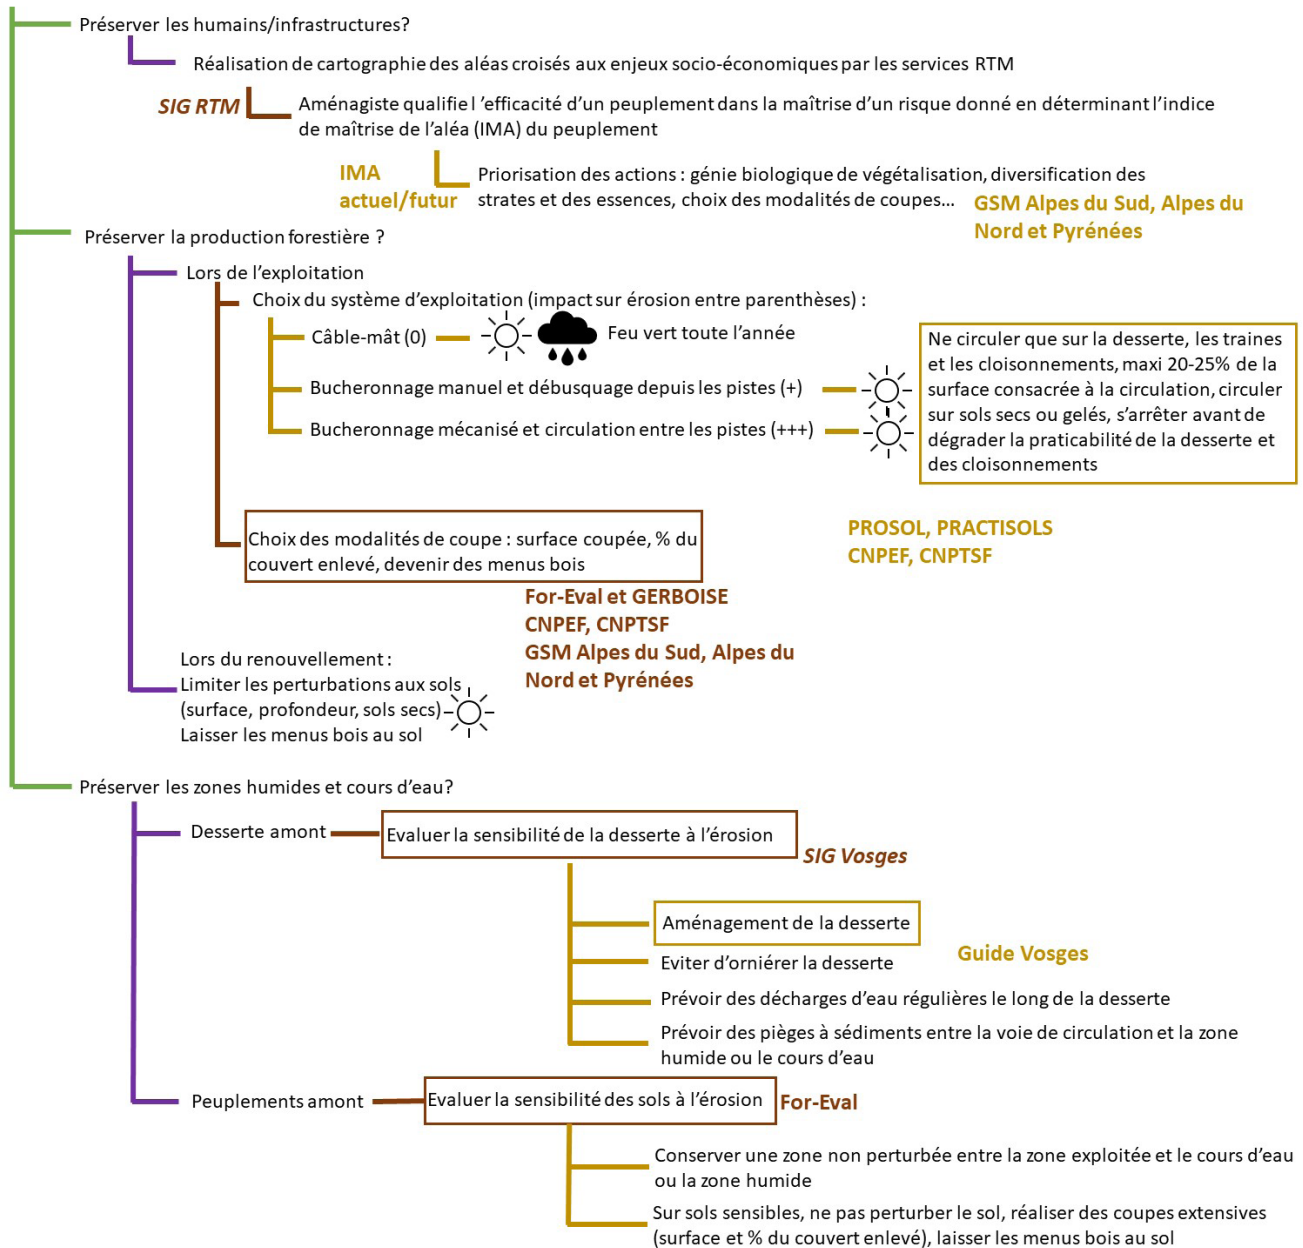 Préserver les humains/infrastructures?
Réalisation de cartographie des aléas croisés aux enjeux socio-économiques par les services RTM
SIG RTM
Aménagiste qualifie l 'efficacité d'un peuplement dans la maîtrise d'un risque donné en déterminant l'indice
de maîtrise de l'aléa (IMA) du peuplement
IMA
actuel/futur
Priorisation des actions : génie biologique de végétalisation, diversification des
strates et des essences, choix des modalités de coupes...
GSM Alpes du Sud, Alpes du
Nord et Pyrénées
Préserver la production forestière ?
Lors de l'exploitation
Choix du système d'exploitation (impact sur érosion entre parenthèses) :
Câble-mât (0)
Feu vert toute l'année
Bucheronnage manuel et débusquage depuis les pistes (+)
Bucheronnage mécanisé et circulation entre les pistes (+++)
Ne circuler que sur la desserte, les traines
et les cloisonnements, maxi 20-25% de la
surface consacrée à la circulation, circuler
sur sols secs ou gelés, s'arrêter avant de
dégrader la praticabilité de la desserte et
des cloisonnements
PROSOL, PRACTISOLS
CNPEF, CNPTSF
Choix des modalités de coupe : surface coupée, % du
couvert enlevé, devenir des menus bois
For-Eval et GERBOISE
CNPEF, CNPTSF
GSM Alpes du Sud, Alpes du
Nord et Pyrénées
Lors du renouvellement :
Limiter les perturbations aux sols
(surface, profondeur, sols secs)
Laisser les menus bois au sol
Préserver les zones humides et cours d'eau?
Desserte amont
Evaluer la sensibilité de la desserte à l'érosion
SIG Vosges
Aménagement de la desserte
Guide Vosges
Eviter d'orniérer la desserte
Prévoir des décharges d'eau régulières le long de la desserte
Prévoir des pièges à sédiments entre la voie de circulation et la zone
humide ou le cours d'eau
Peuplements amont
Evaluer la sensibilité des sols à l'érosion
For-Eval
Conserver une zone non perturbée entre la zone exploitée et le cours d'eau
ou la zone humide
Sur sols sensibles, ne pas perturber le sol, réaliser des coupes extensives
(surface et % du couvert enlevé), laisser les menus bois au sol